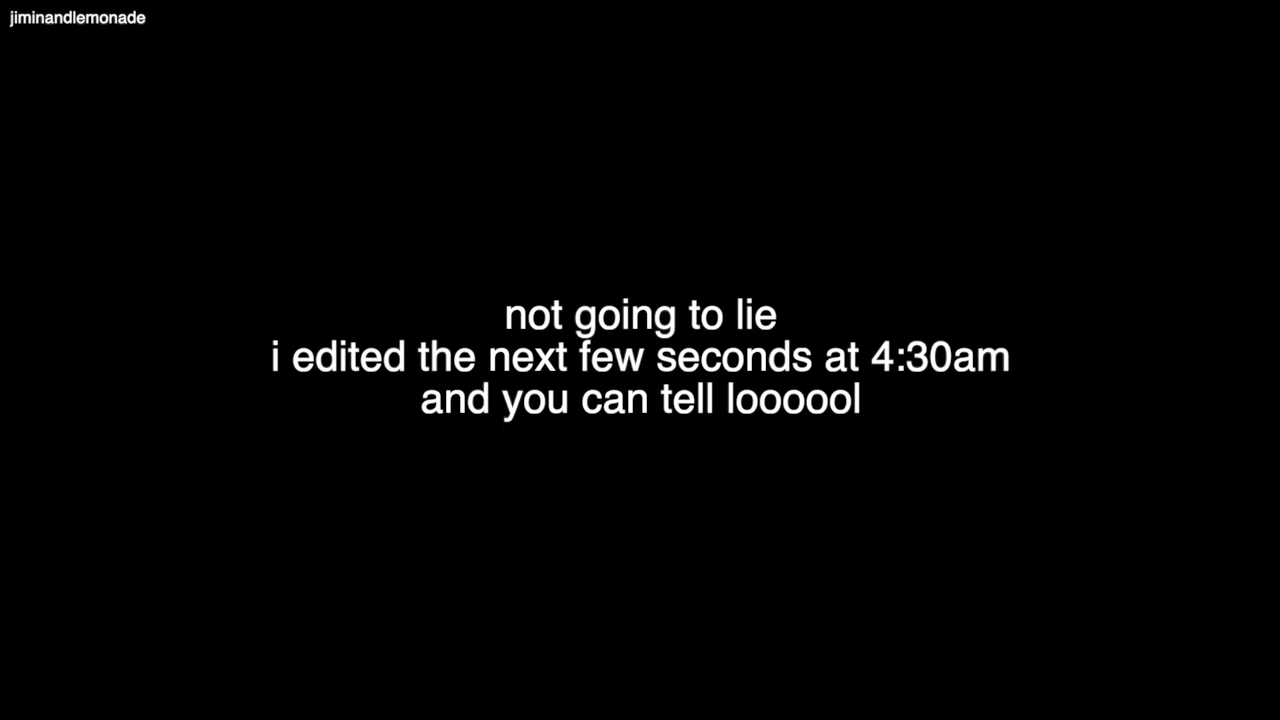 jiminandlemonade
not going to lie
i edited the next few seconds at 4:30am
and you can tell loooool